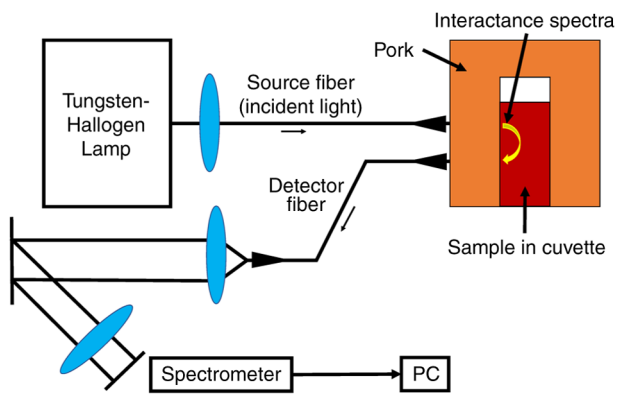 Interactance spectra
Pork
Source fiber
(incident light)
Tungsten-
Hallogen
Lamp
Detector
fiber
Sample in cuvette
Spectrometer
PC